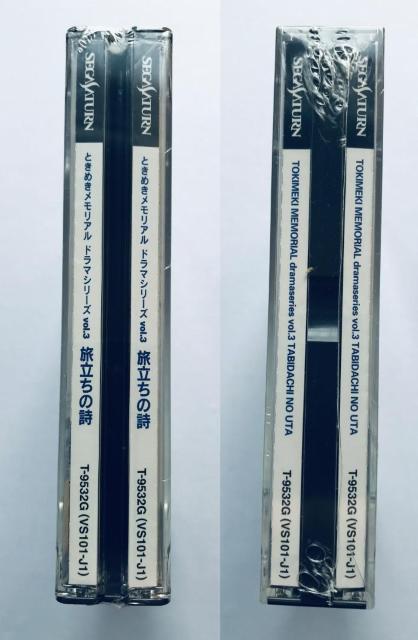 SEGA SATURN
ときめきメモリアル ドラマシリーズ vol.3 旅立ちの詩
T-9532G (VS101-J1)
SEGA SATURN
ときめきメモリアル ドラマシリーズ vol.3 旅立ちの詩
T-9532G (VS101-J1)
SEGA SATURN
TOKIMEKI MEMORIAL dramaseries vol.3 TABIDACHI NO UTA
T-9532G (VS101-J1)
SEGA SATURN
TOKIMEKI MEMORIAL dramaseries vol.3 TABIDACHI NO UTA
T-9532G (VS101-J1)